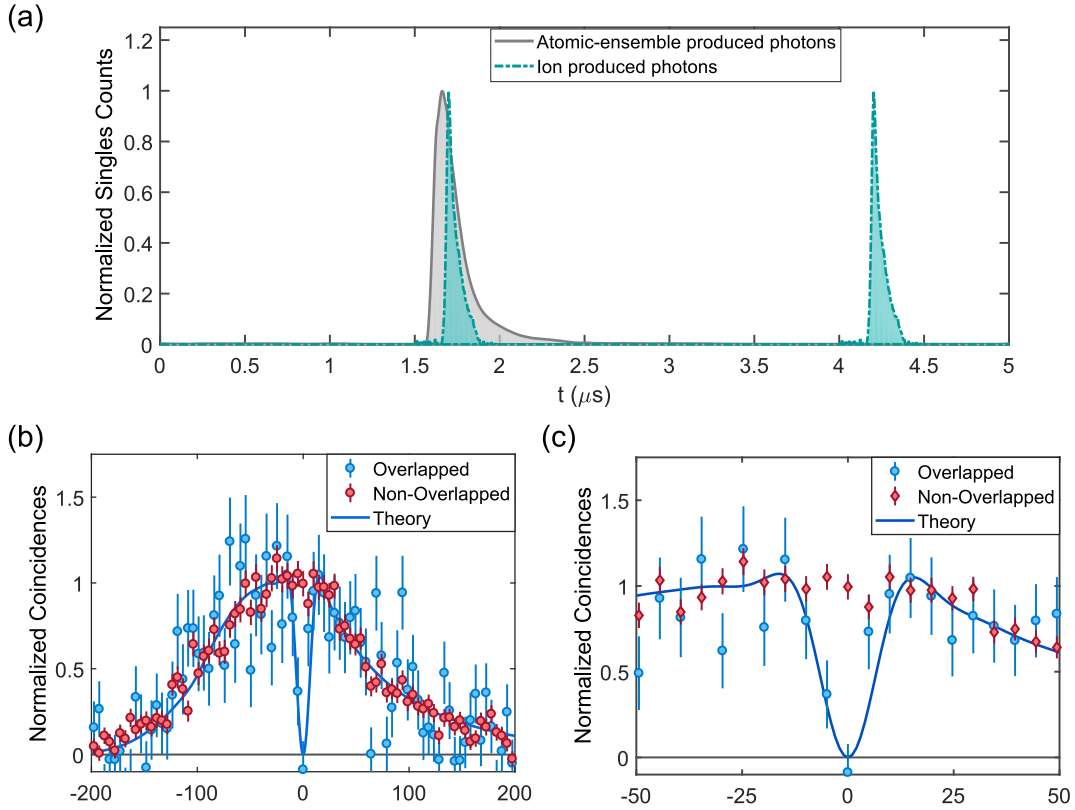 (a)
Normalized Singles Counts
1.2
1
0.8
0.6
0.4
0.2
0
Atomic-ensemble produced photons
Ion produced photons
0 0.5 1 1.5 2 2.5 3 3.5 4 4.5 5
t (μs)
(b)
Normalized Coincidences
1.5
1
0.5
0
Overlapped
Non-Overlapped
Theory
-200 -100 0 100 200
(c)
Normalized Coincidences
1.5
1
0.5
0
Overlapped
Non-Overlapped
Theory
-50 -25 0 25 50